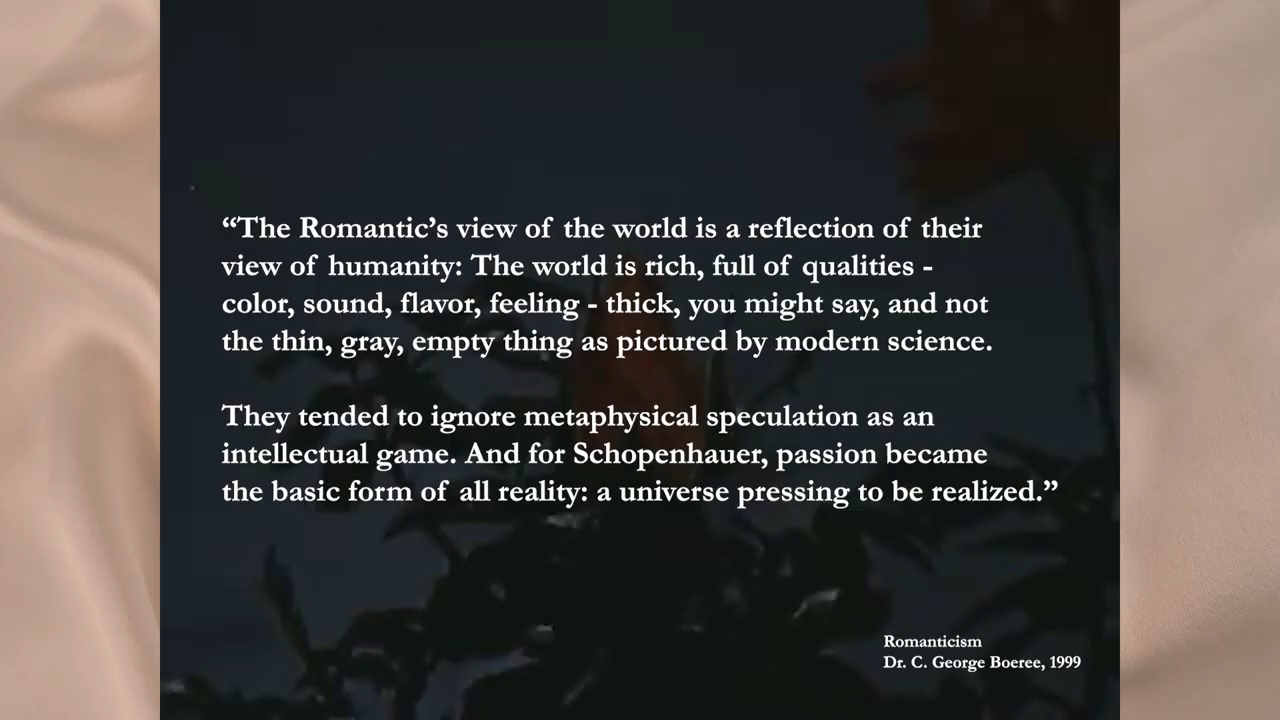 “The Romantic’s view of the world is a reflection of their
view of humanity: The world is rich, full of qualities -
color, sound, flavor, feeling - thick, you might say, and not
the thin, gray, empty thing as pictured by modern science.
They tended to ignore metaphysical speculation as an
intellectual game. And for Schopenhauer, passion became
the basic form of all reality: a universe pressing to be realized.”
Romanticism
Dr. C. George Boeree, 1999